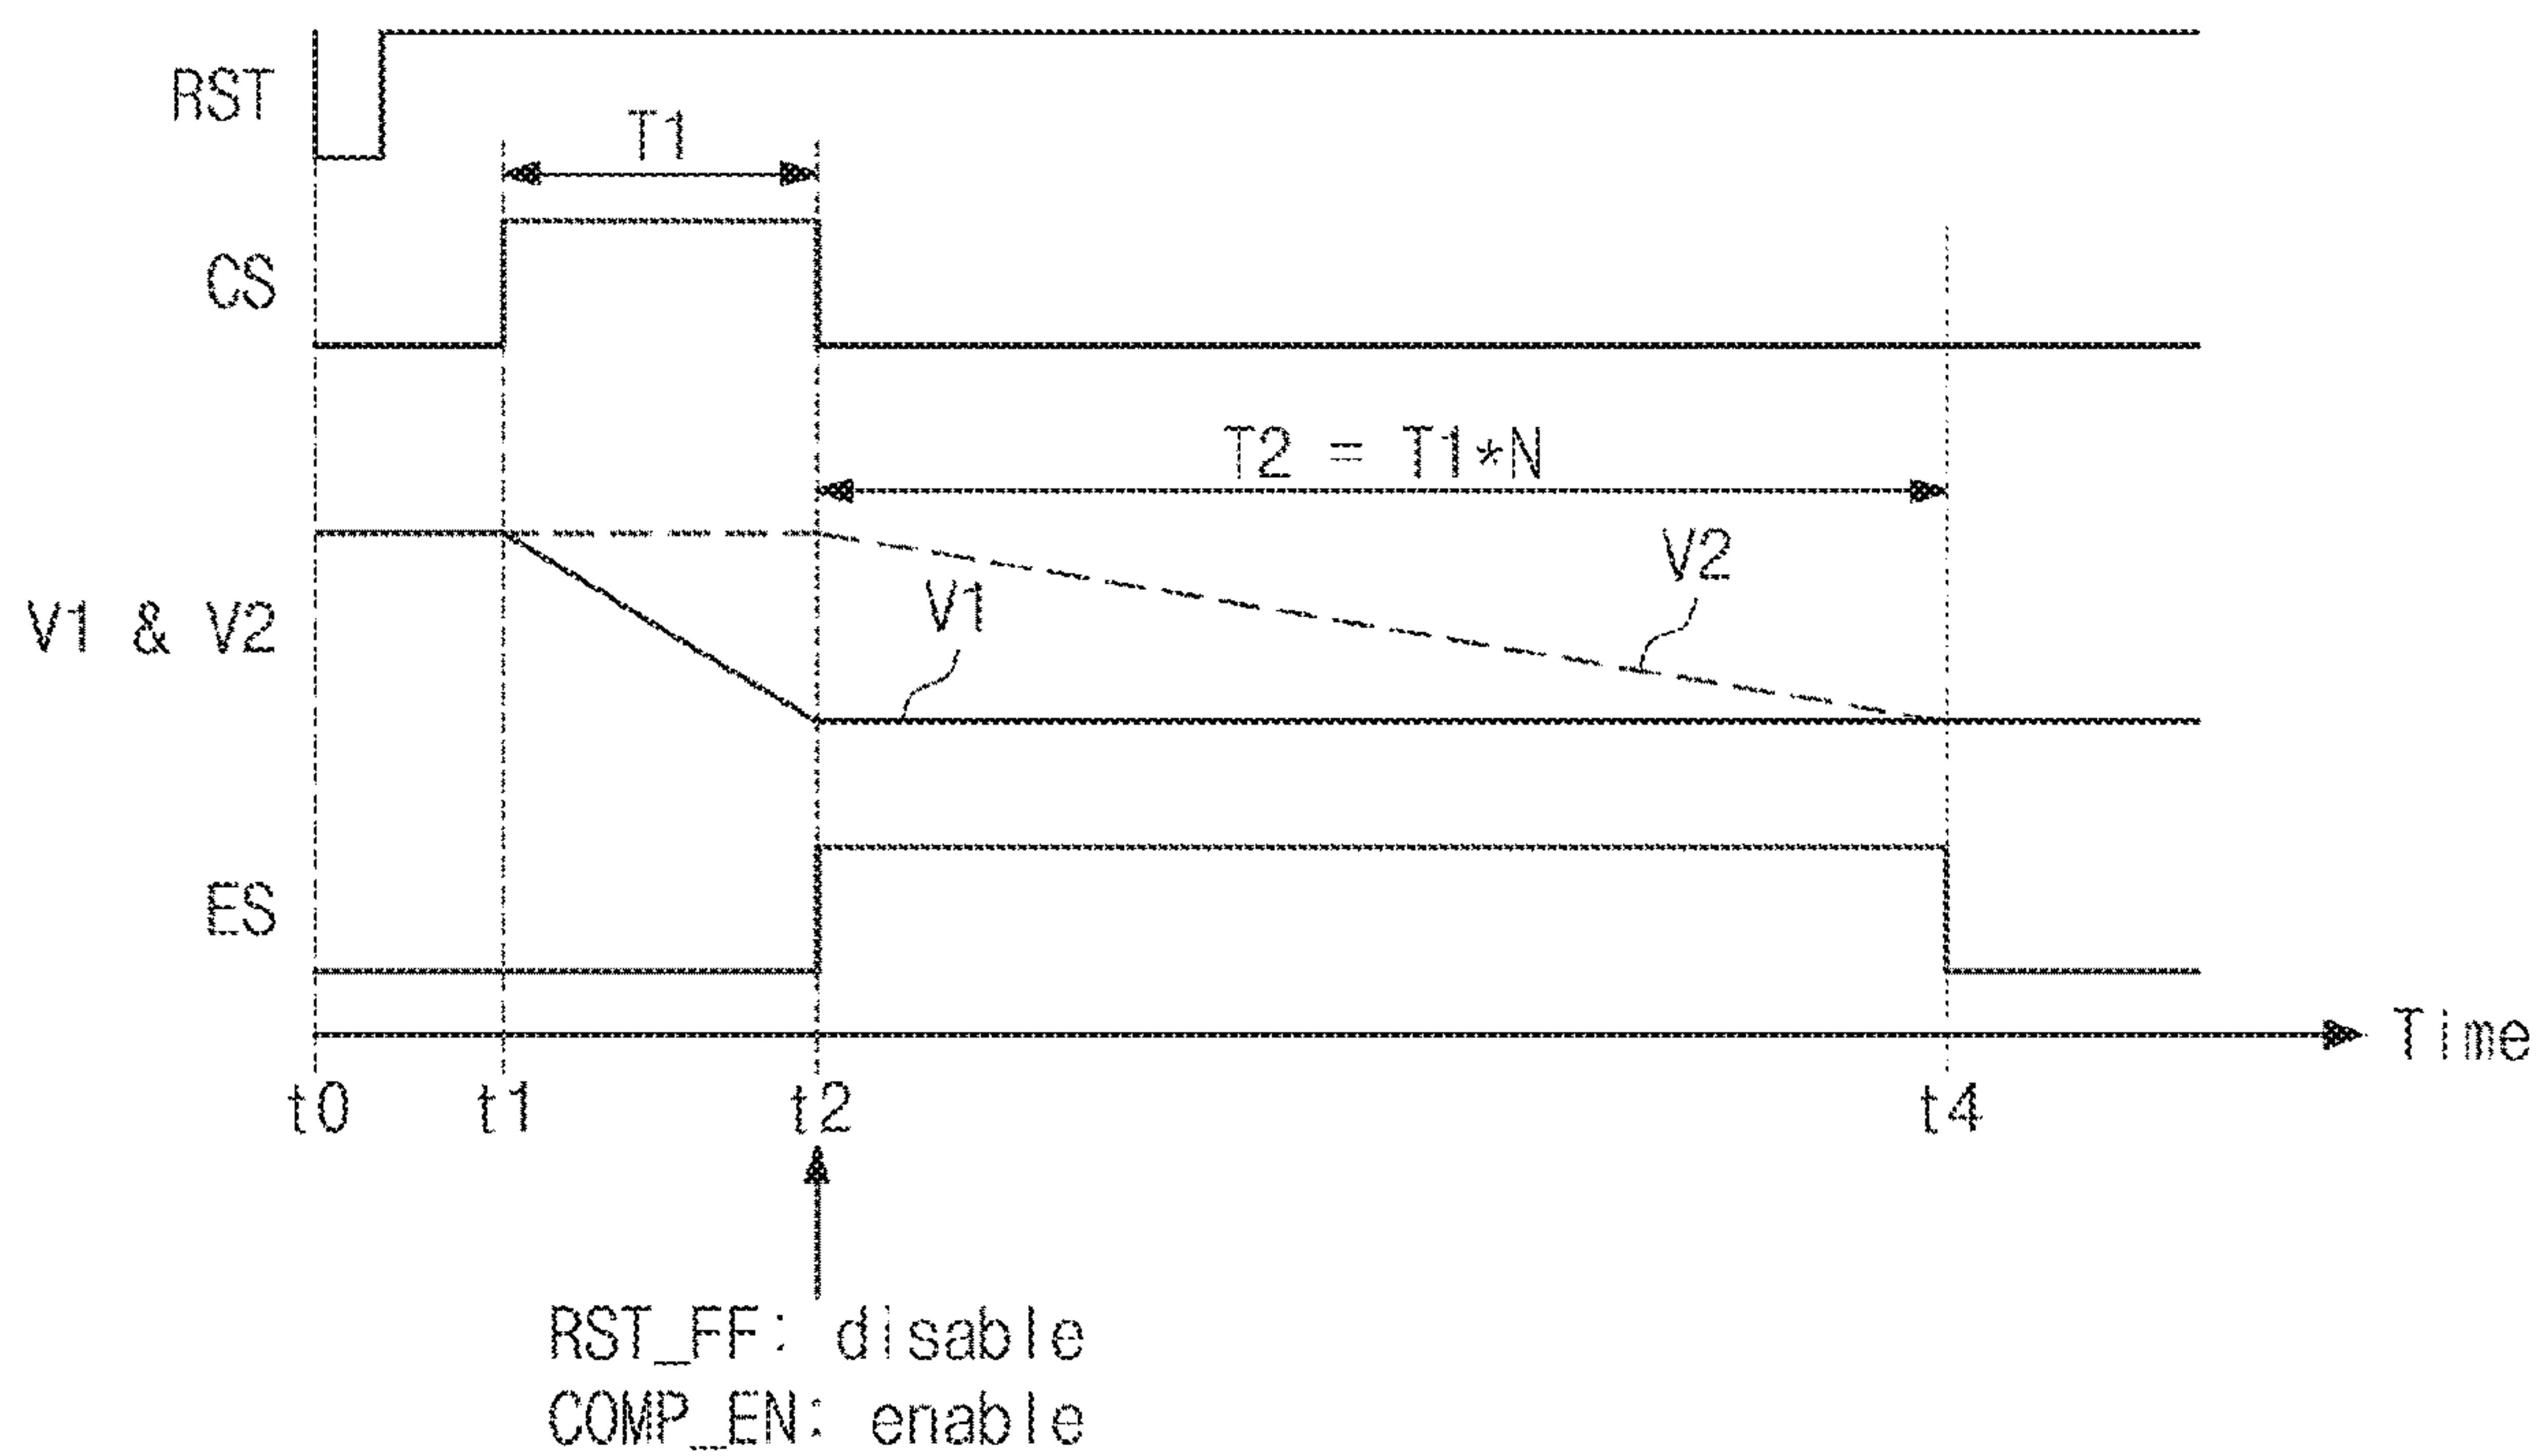 RST
T1
CS
T2 = T1*N
V2
V1
V1 & V2
ES
Time
t0 t1 t2 t4
RST_FF: disable
COMP_EN: enable